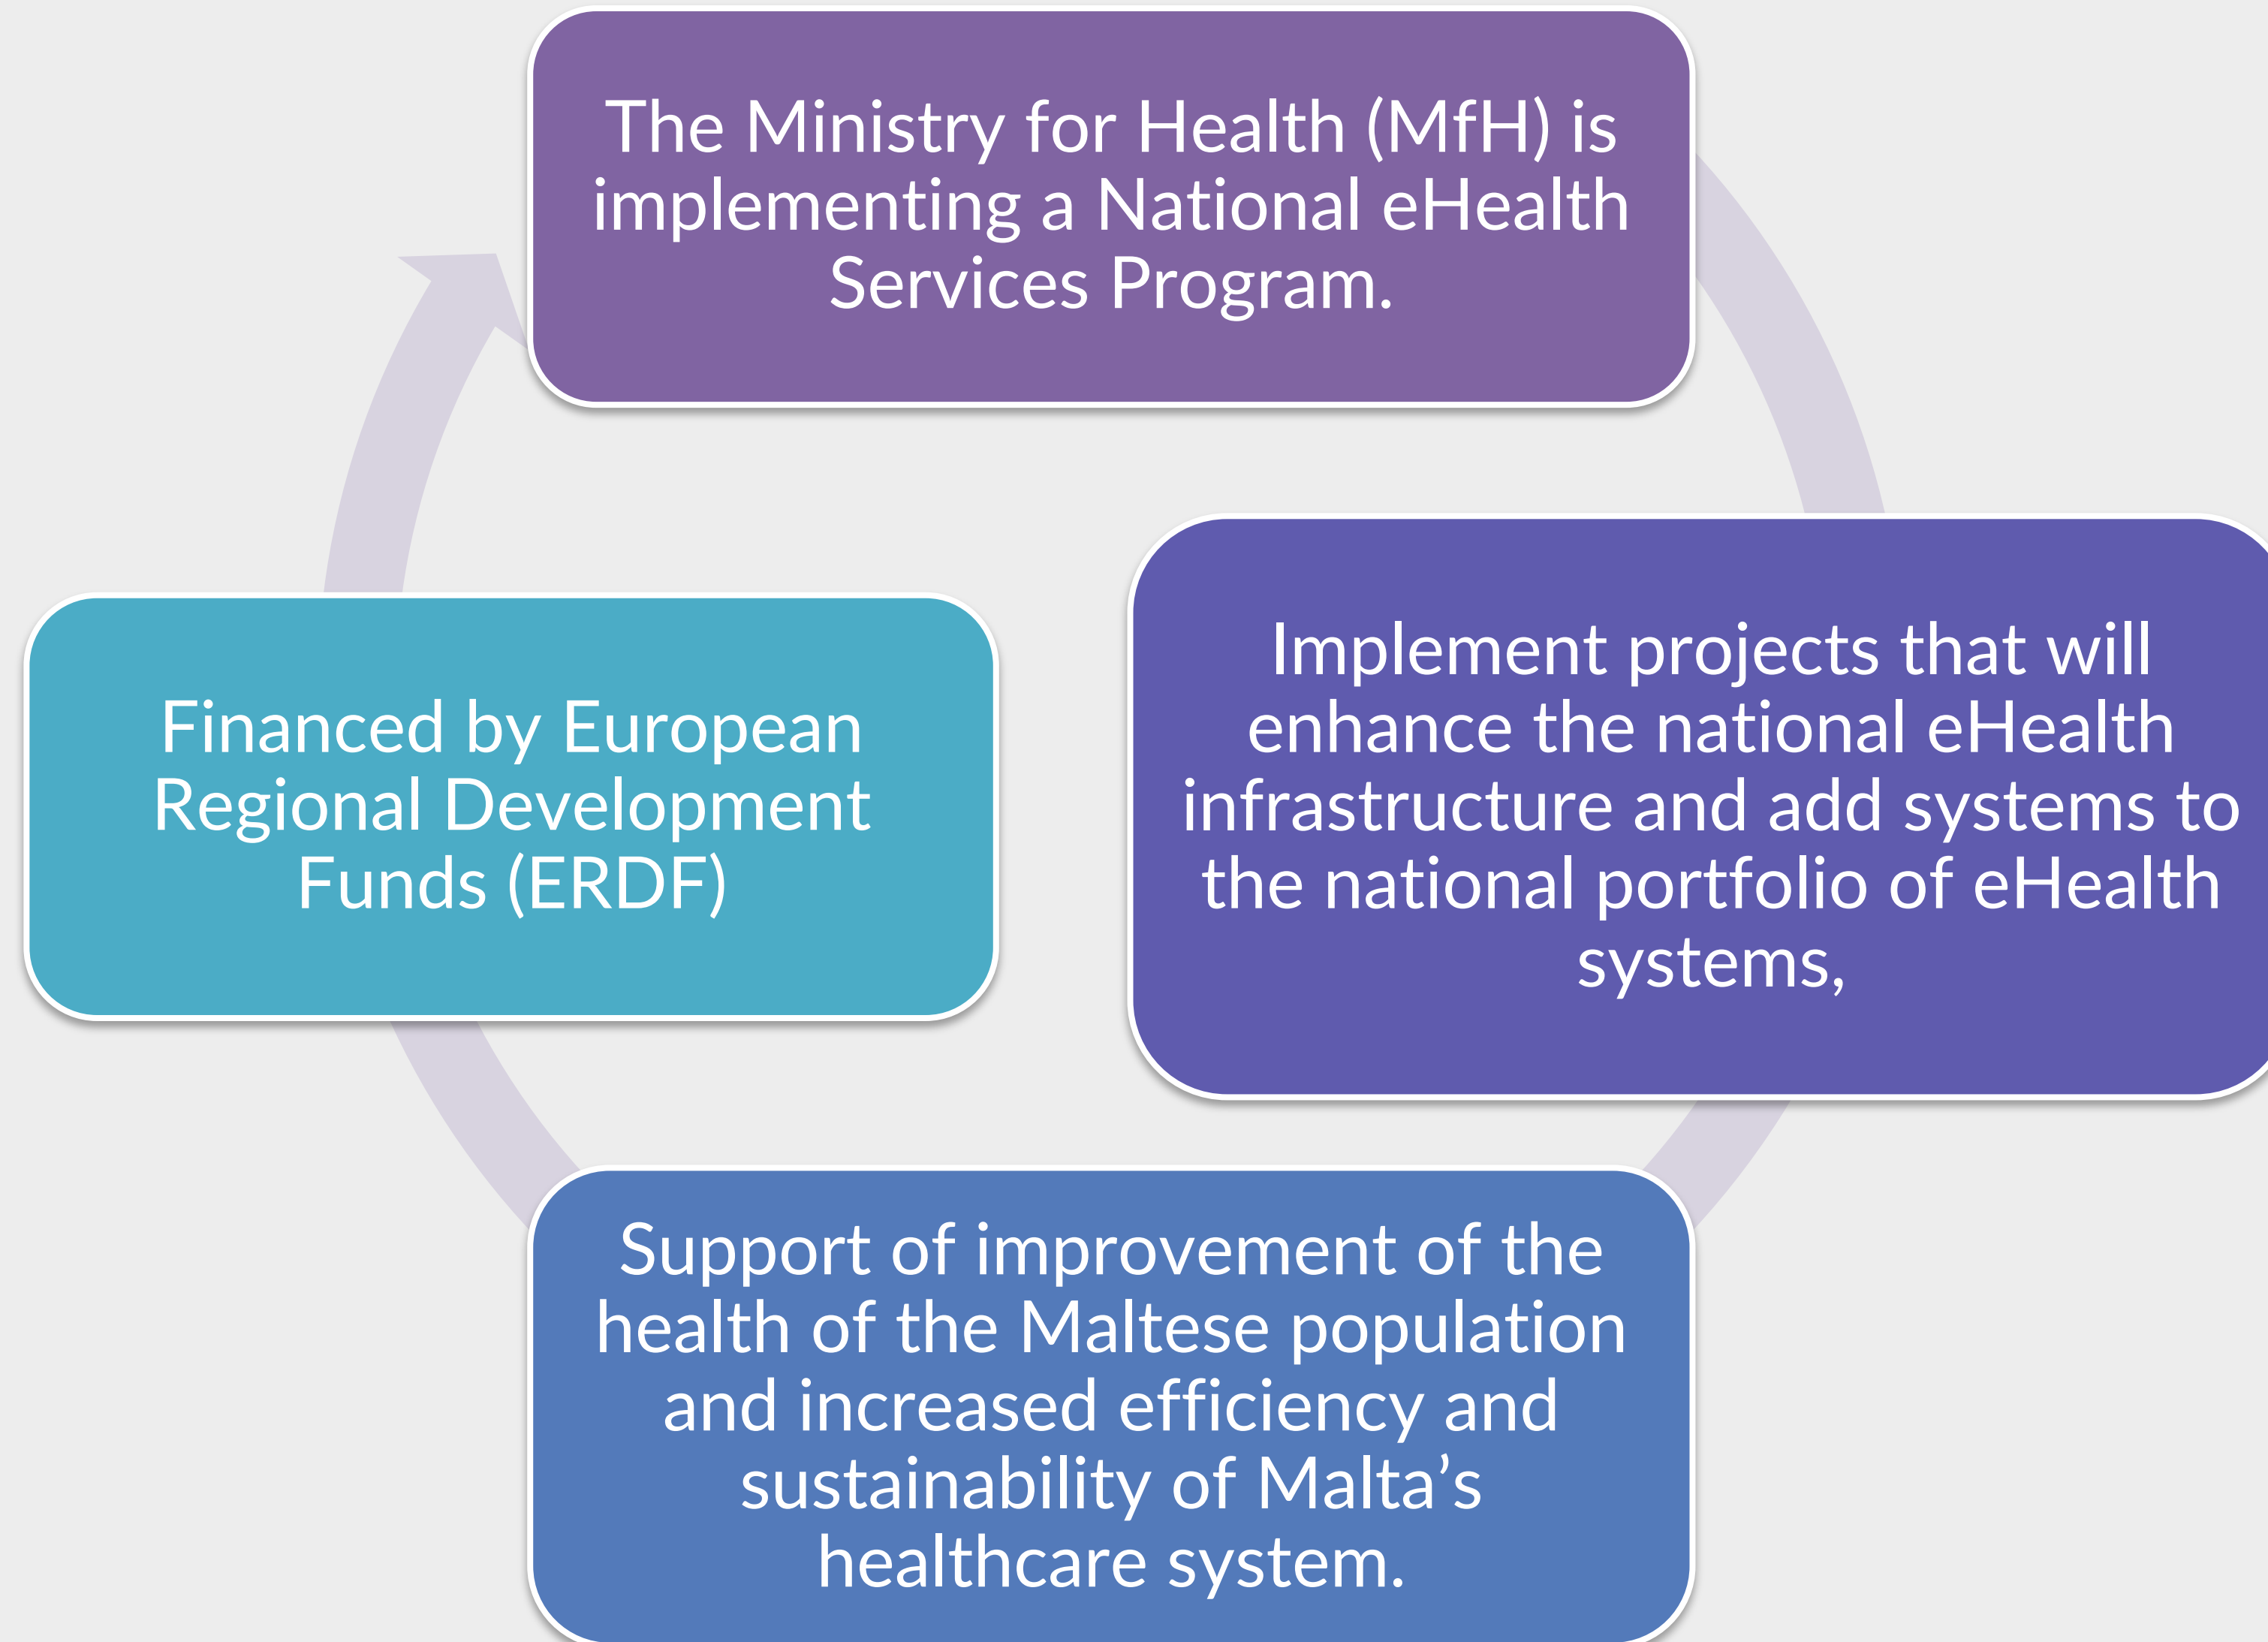 The Ministry for Health (MfH) is
implementing a National eHealth
Services Program.
Implement projects that will
enhance the national eHealth
infrastructure and add systems to
the national portfolio of eHealth
systems,
Support of improvement of the
health of the Maltese population
and increased efficiency and
sustainability of Malta’s
healthcare system.
Financed by European
Regional Development
Funds (ERDF)